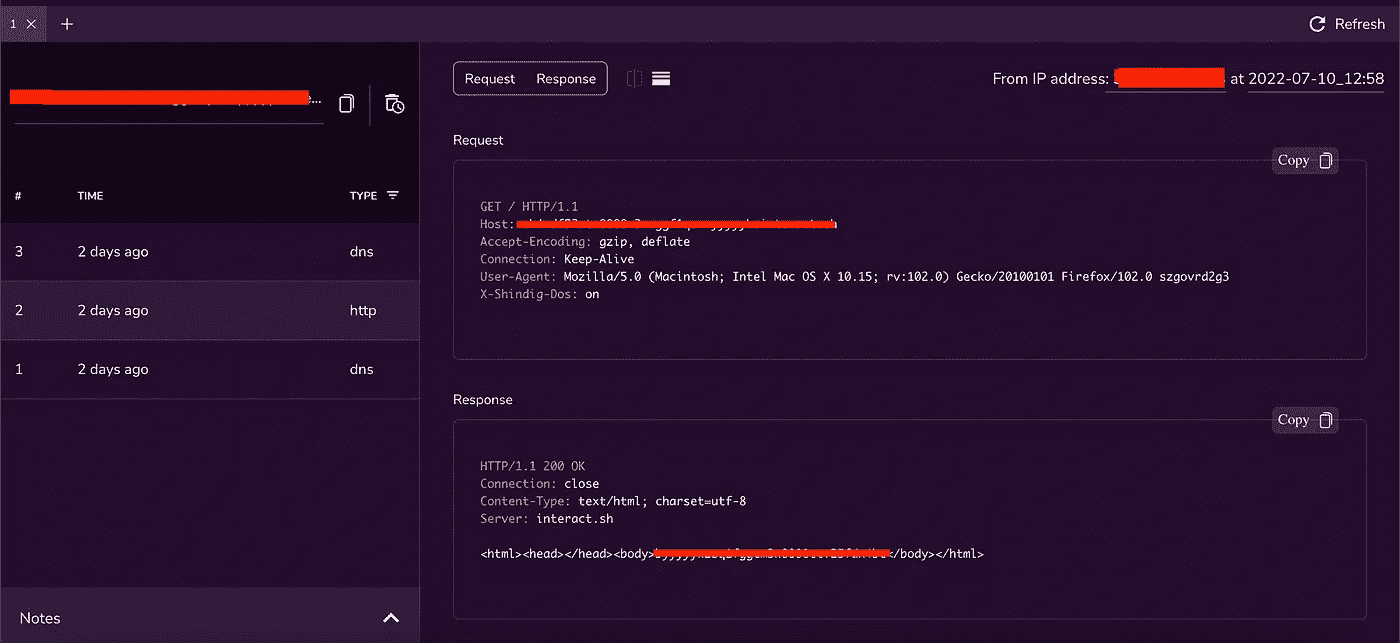 1
Refresh
Request Response
From IP address: at 2022-07-10_12:58
...
# TIME TYPE
3 2 days ago dns
2 2 days ago http
1 2 days ago dns
Notes
Request
Copy
GET / HTTP/1.1
Host:
Accept-Encoding: gzip, deflate
Connection: Keep-Alive
User-Agent: Mozilla/5.0 (Macintosh; Intel Mac OS X 10.15; rv:102.0) Gecko/20100101 Firefox/102.0 szgovrd2g3
X-Shindig-Dos: on
Response
Copy
HTTP/1.1 200 OK
Connection: close
Content-Type: text/html; charset=utf-8
Server: interact.sh
<html><head></head><body></body></html>